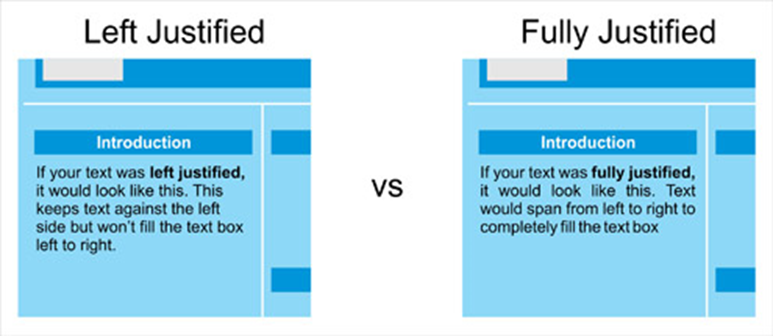 Left Justified
Introduction
If your text was left justified,
it would look like this. This
keeps text against the left
side but won't fill the text box
left to right.
vs
Fully Justified
Introduction
If your text was fully justified,
it would look like this. Text
would span from left to right to
completely fill the text box